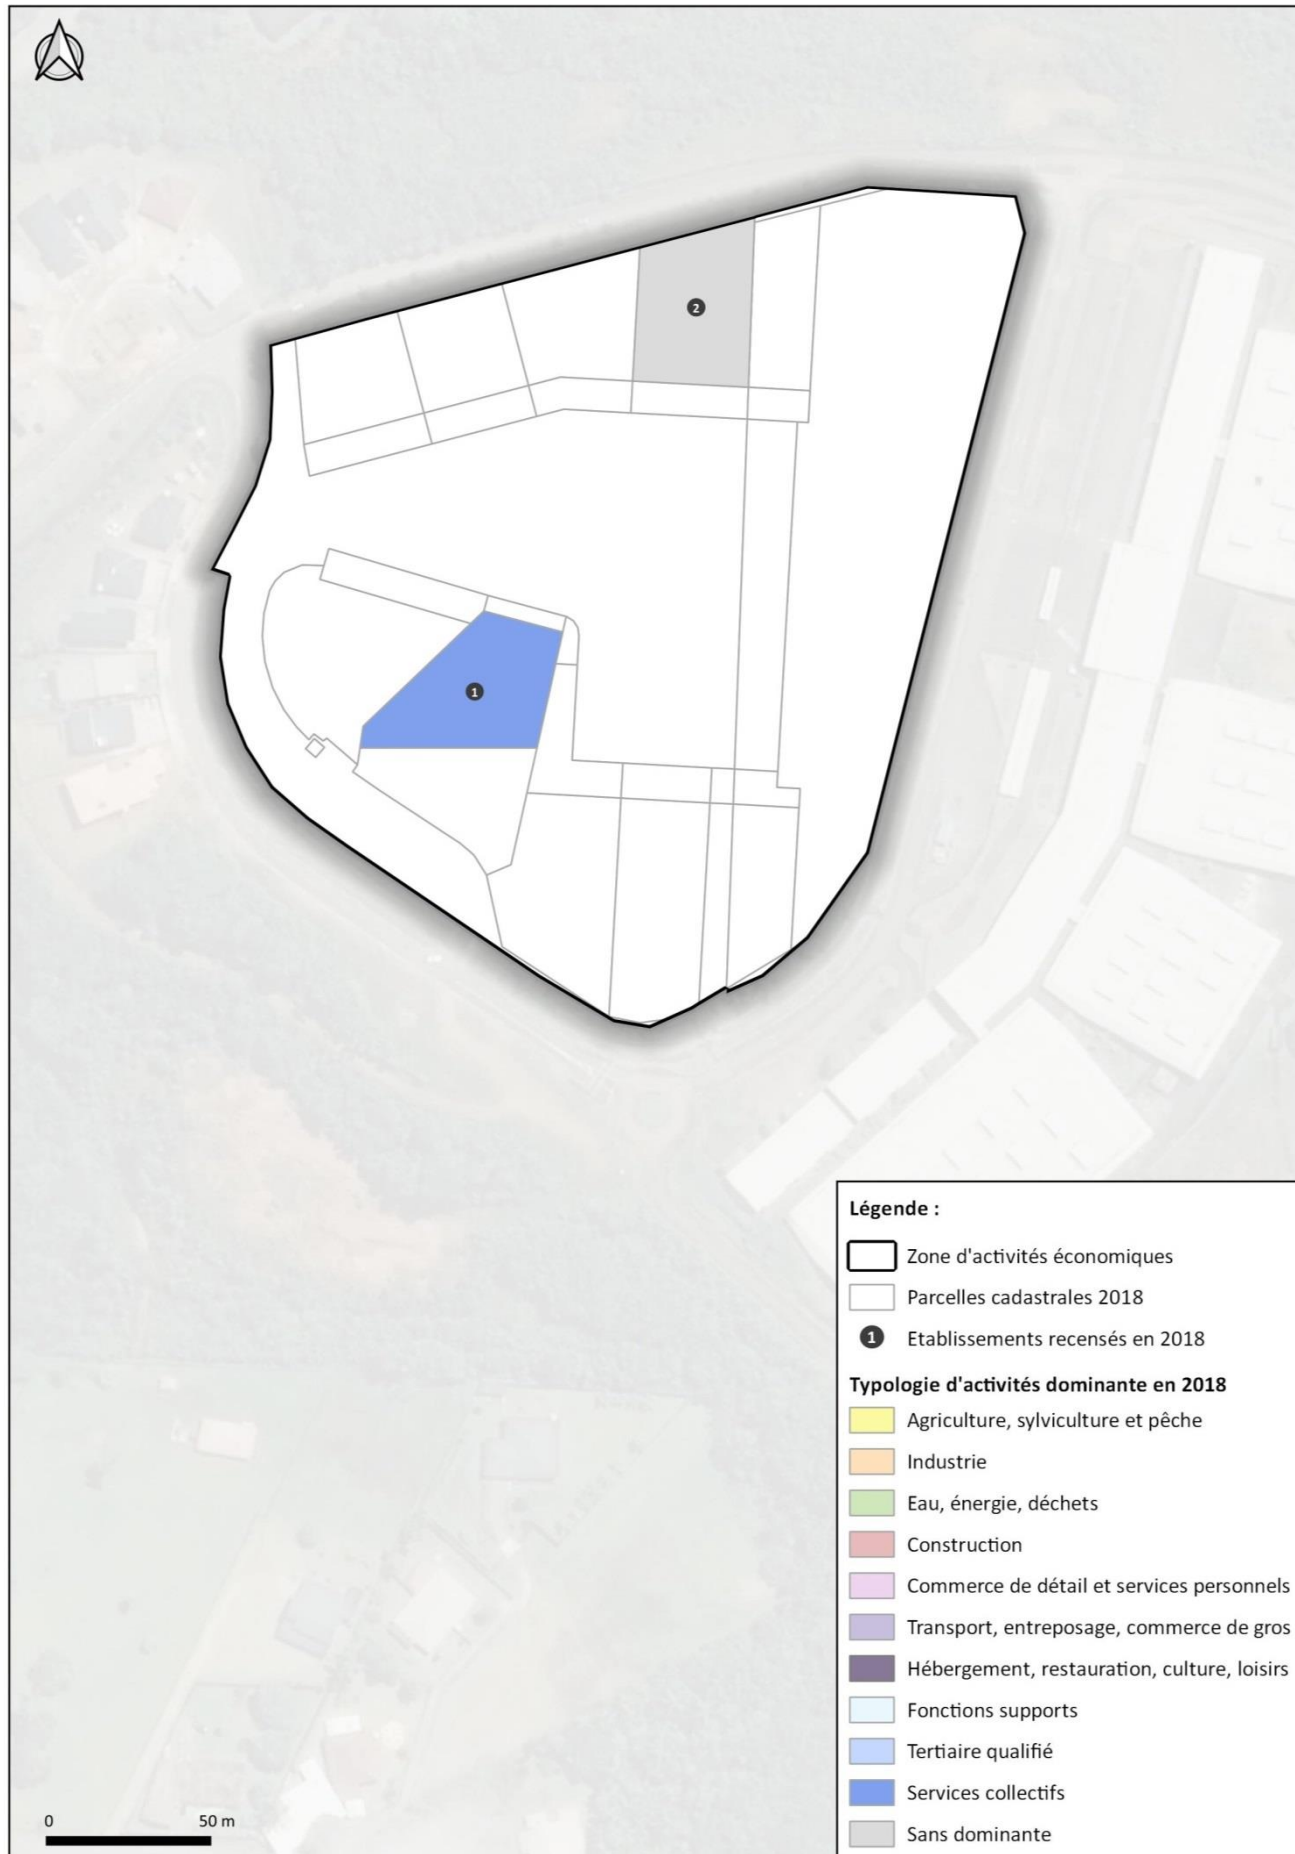 2
1
Légende :
Zone d'activités économiques
Parcelles cadastrales 2018
1 Etablissements recensés en 2018
Typologie d'activités dominante en 2018
Agriculture, sylviculture et pêche
Industrie
Eau, énergie, déchets
Construction
Commerce de détail et services personnels
Transport, entreposage, commerce de gros
Hébergement, restauration, culture, loisirs
Fonctions supports
Tertiaire qualifié
Services collectifs
Sans dominante
0 50 m